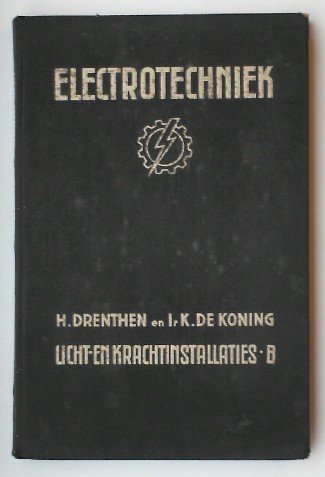 ELECTROTECHNIEK
H. DRENTHEN en Ir K. DE KONING
LICHT- EN KRACHTINSTALLATIES · B